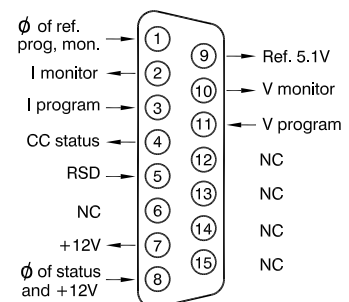 ϕ of ref.
prog, mon.
1
I monitor
2
I program
3
CC status
4
RSD
5
NC
6
+12V
7
ϕ of status
and +12V
8
9
Ref. 5.1V
10
V monitor
11
V program
12
NC
13
NC
14
NC
15
NC